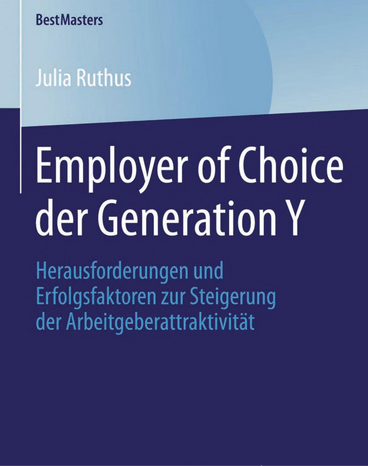 BestMasters
Julia Ruthus
Employer of Choice
der Generation Y
Herausforderungen und
Erfolgsfaktoren zur Steigerung
der Arbeitgeberattraktivität